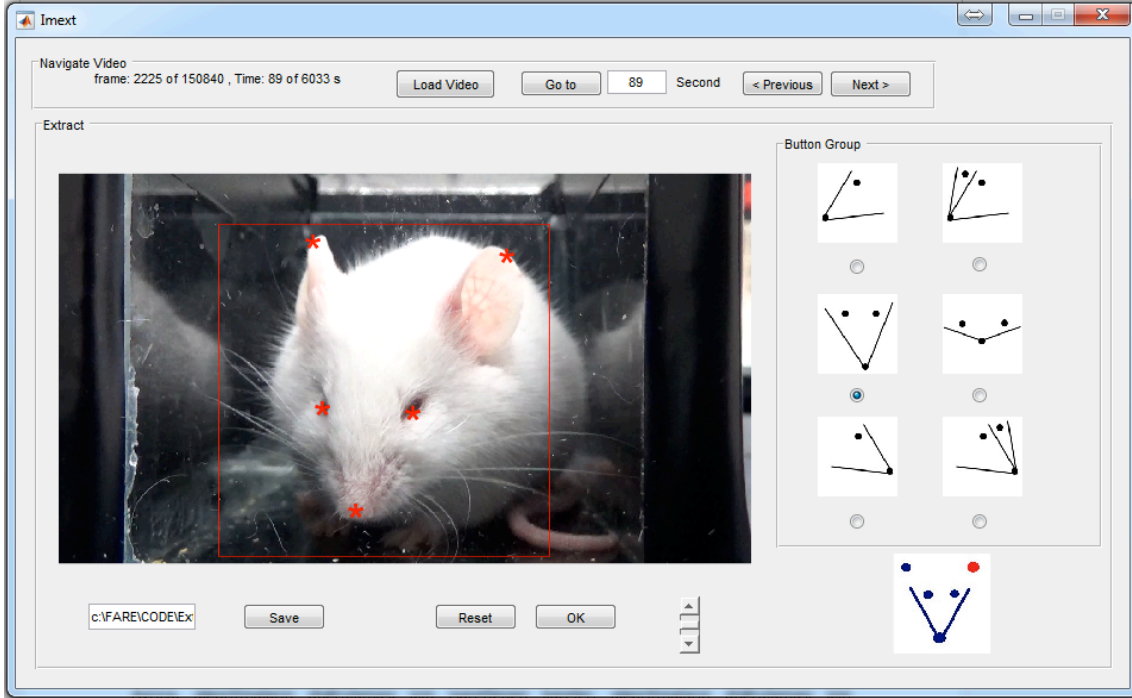 Imext
Navigate Video
frame: 2225 of 150840 , Time: 89 of 6033 s
Load Video
Go to
89
Second
< Previous
Next >
Extract
Button Group
c:\FARE\CODE\Ex
Save
Reset
OK